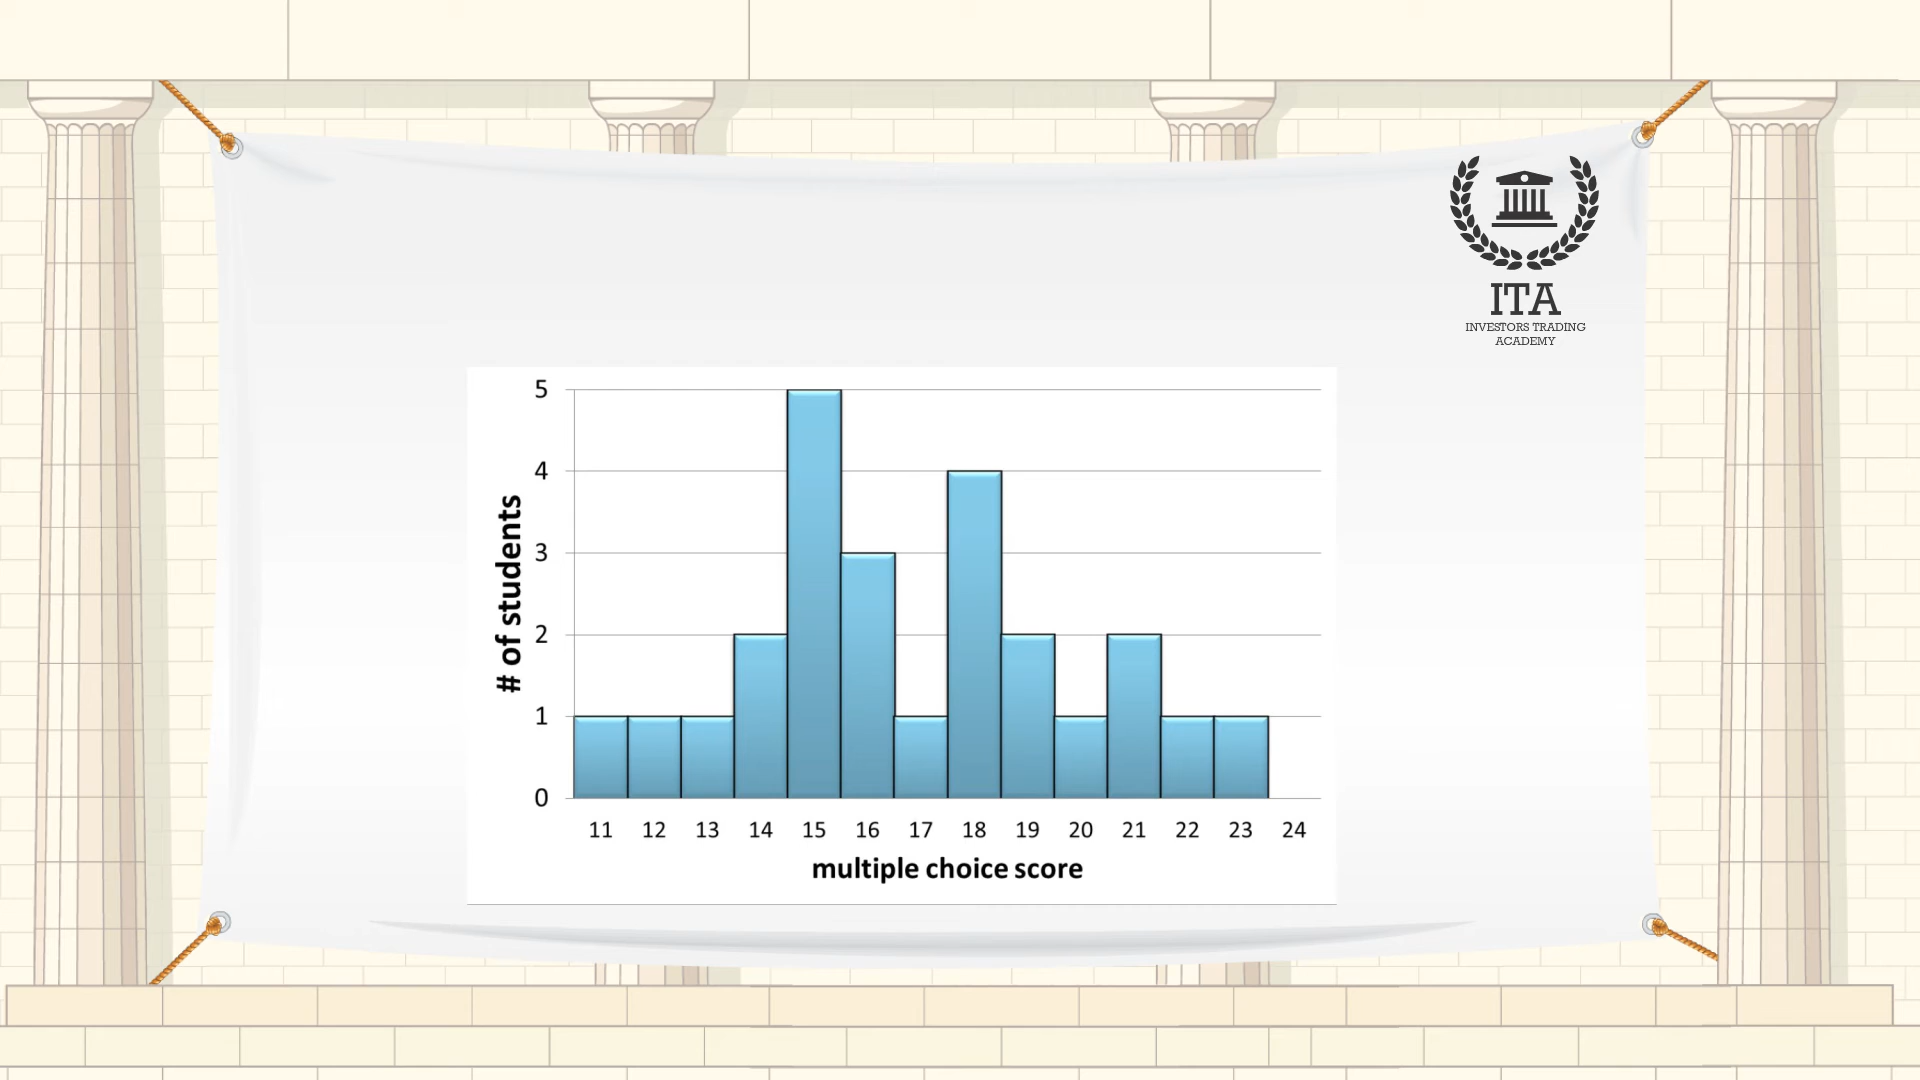 ITA
INVESTORS TRADING
ACADEMY
5
4
3
2
1
0
# of students
11 12 13 14 15 16 17 18 19 20 21 22 23 24
multiple choice score